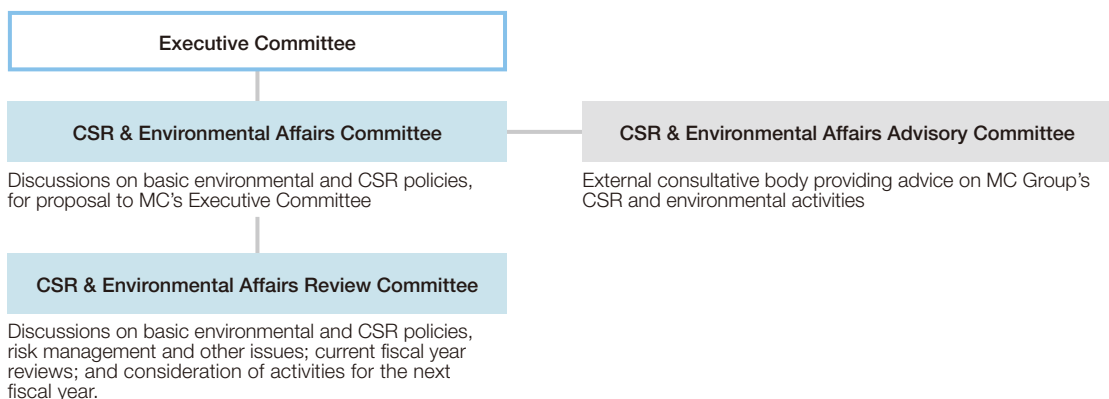 Executive Committee
CSR & Environmental Affairs Committee
CSR & Environmental Affairs Advisory Committee
Discussions on basic environmental and CSR policies,
for proposal to MC's Executive Committee
External consultative body providing advice on MC Group's
CSR and environmental activities
CSR & Environmental Affairs Review Committee
Discussions on basic environmental and CSR policies,
risk management and other issues; current fiscal year
reviews; and consideration of activities for the next
fiscal year.